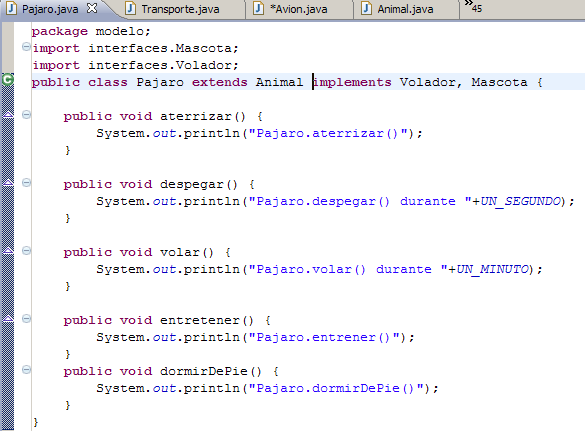 Pajaro.java Transporte.java *Avion.java Animal.java »45
package modelo;
import interfaces.Mascota;
import interfaces.Volador;
public class Pajaro extends Animal implements Volador, Mascota {
public void aterrizar() {
System.out.println("Pajaro.aterrizar()");
}
public void despegar() {
System.out.println("Pajaro.despegar() durante "+UN_SEGUNDO);
}
public void volar() {
System.out.println("Pajaro.volar() durante "+UN_MINUTO);
}
public void entretener() {
System.out.println("Pajaro.entrener()");
}
public void dormirDePie() {
System.out.println("Pajaro.dormirDePie()");
}
}